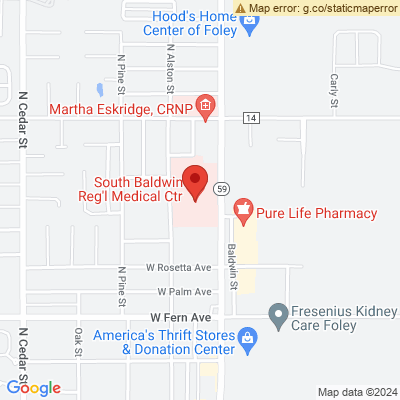 Map error: g.co/staticmaperror
Hood's Home
Center of Foley
N Pine St
N Alston St
Carly St
N Cedar St
Martha Eskridge, CRNP
14
South Baldwin
Reg'l Medical Ctr
59
Pure Life Pharmacy
Baldwin St
W Rosetta Ave
N Pine St
W Palm Ave
W Fern Ave
Fresenius Kidney
Care Foley
Oak St
N Cedar St
America's Thrift Stores
& Donation Center
Google
Map data ©2024